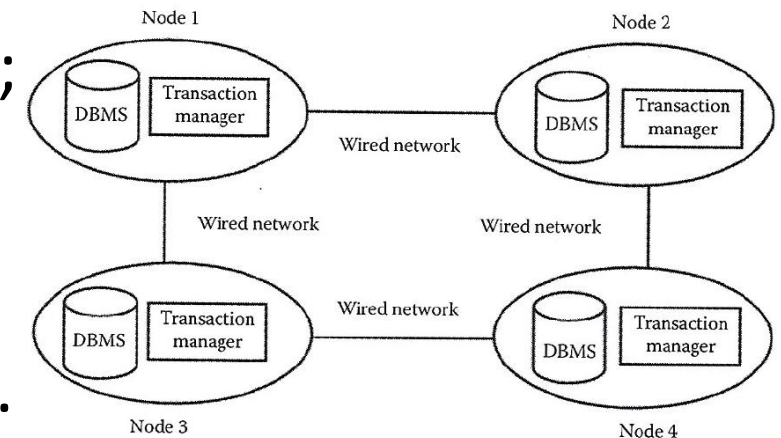 Node 1
Node 2
;
DBMS
Transaction
manager
DBMS
Transaction
manager
Wired network
Wired network
Wired network
DBMS
Transaction
manager
Wired network
DBMS
Transaction
manager
.
Node 3
Node 4